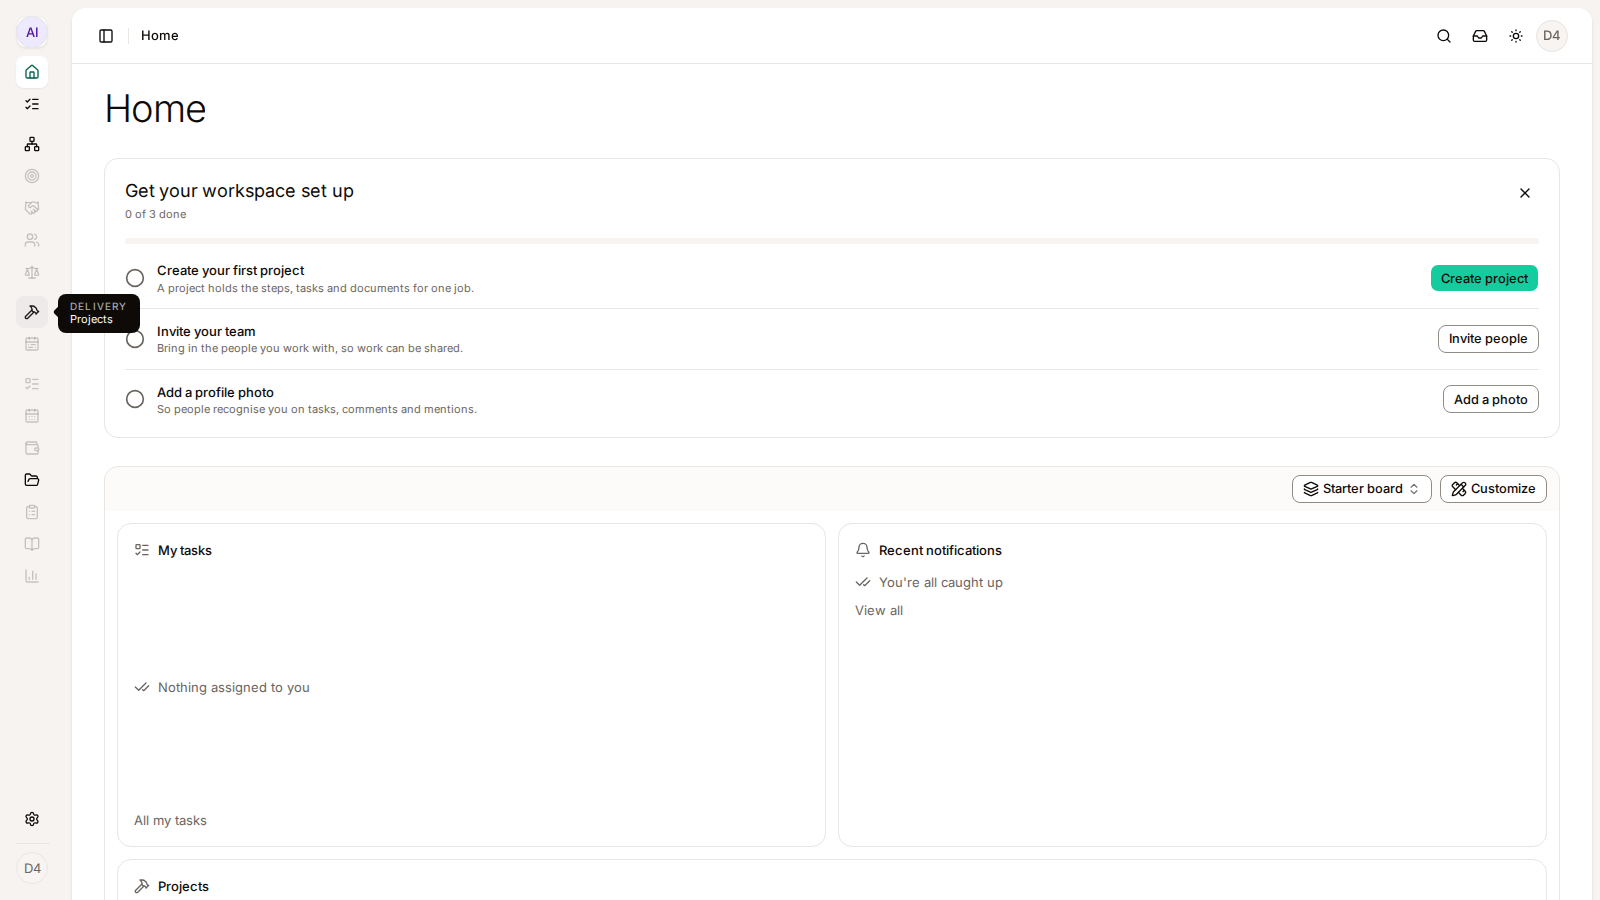 AI
Home
D4
Home
Get your workspace set up
0 of 3 done
Create your first project
A project holds the steps, tasks and documents for one job.
Create project
DELIVERY
Projects
Invite your team
Bring in the people you work with, so work can be shared.
Invite people
Add a profile photo
So people recognise you on tasks, comments and mentions.
Add a photo
Starter board
Customize
My tasks
Nothing assigned to you
All my tasks
Recent notifications
You're all caught up
View all
Projects
D4